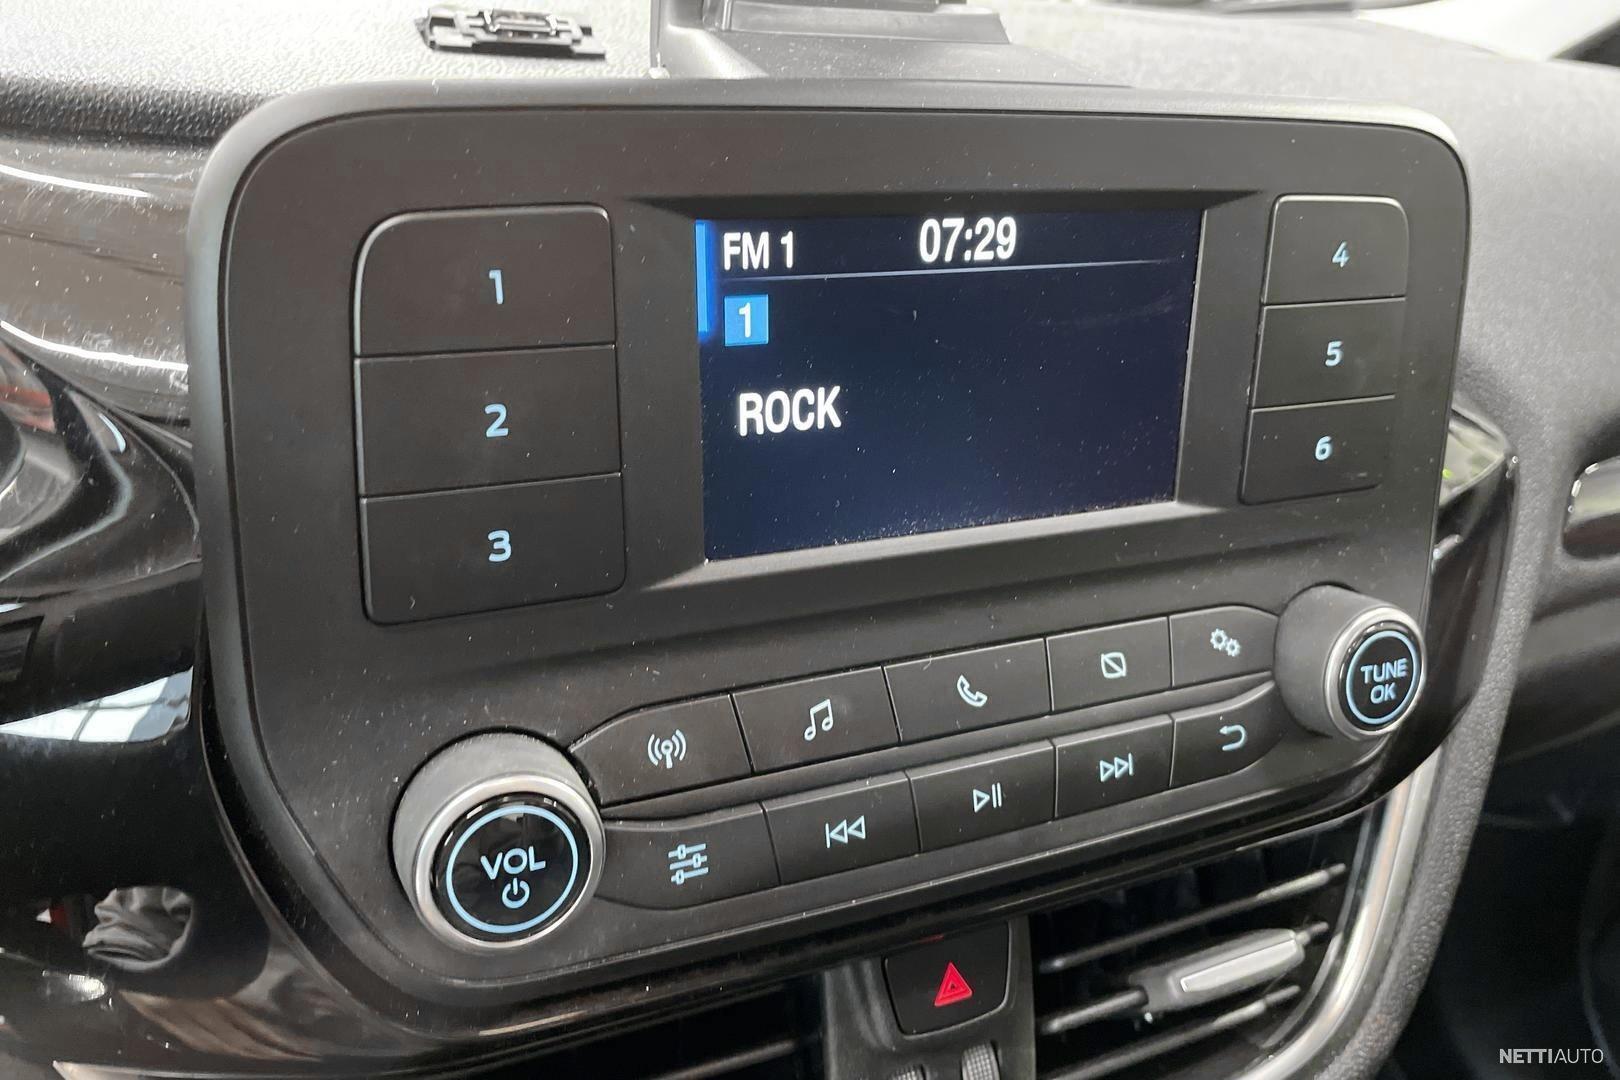 FM 1 07:29
1
ROCK
1
2
3
4
5
6
VOL
TUNE
OK
NETTIAUTO